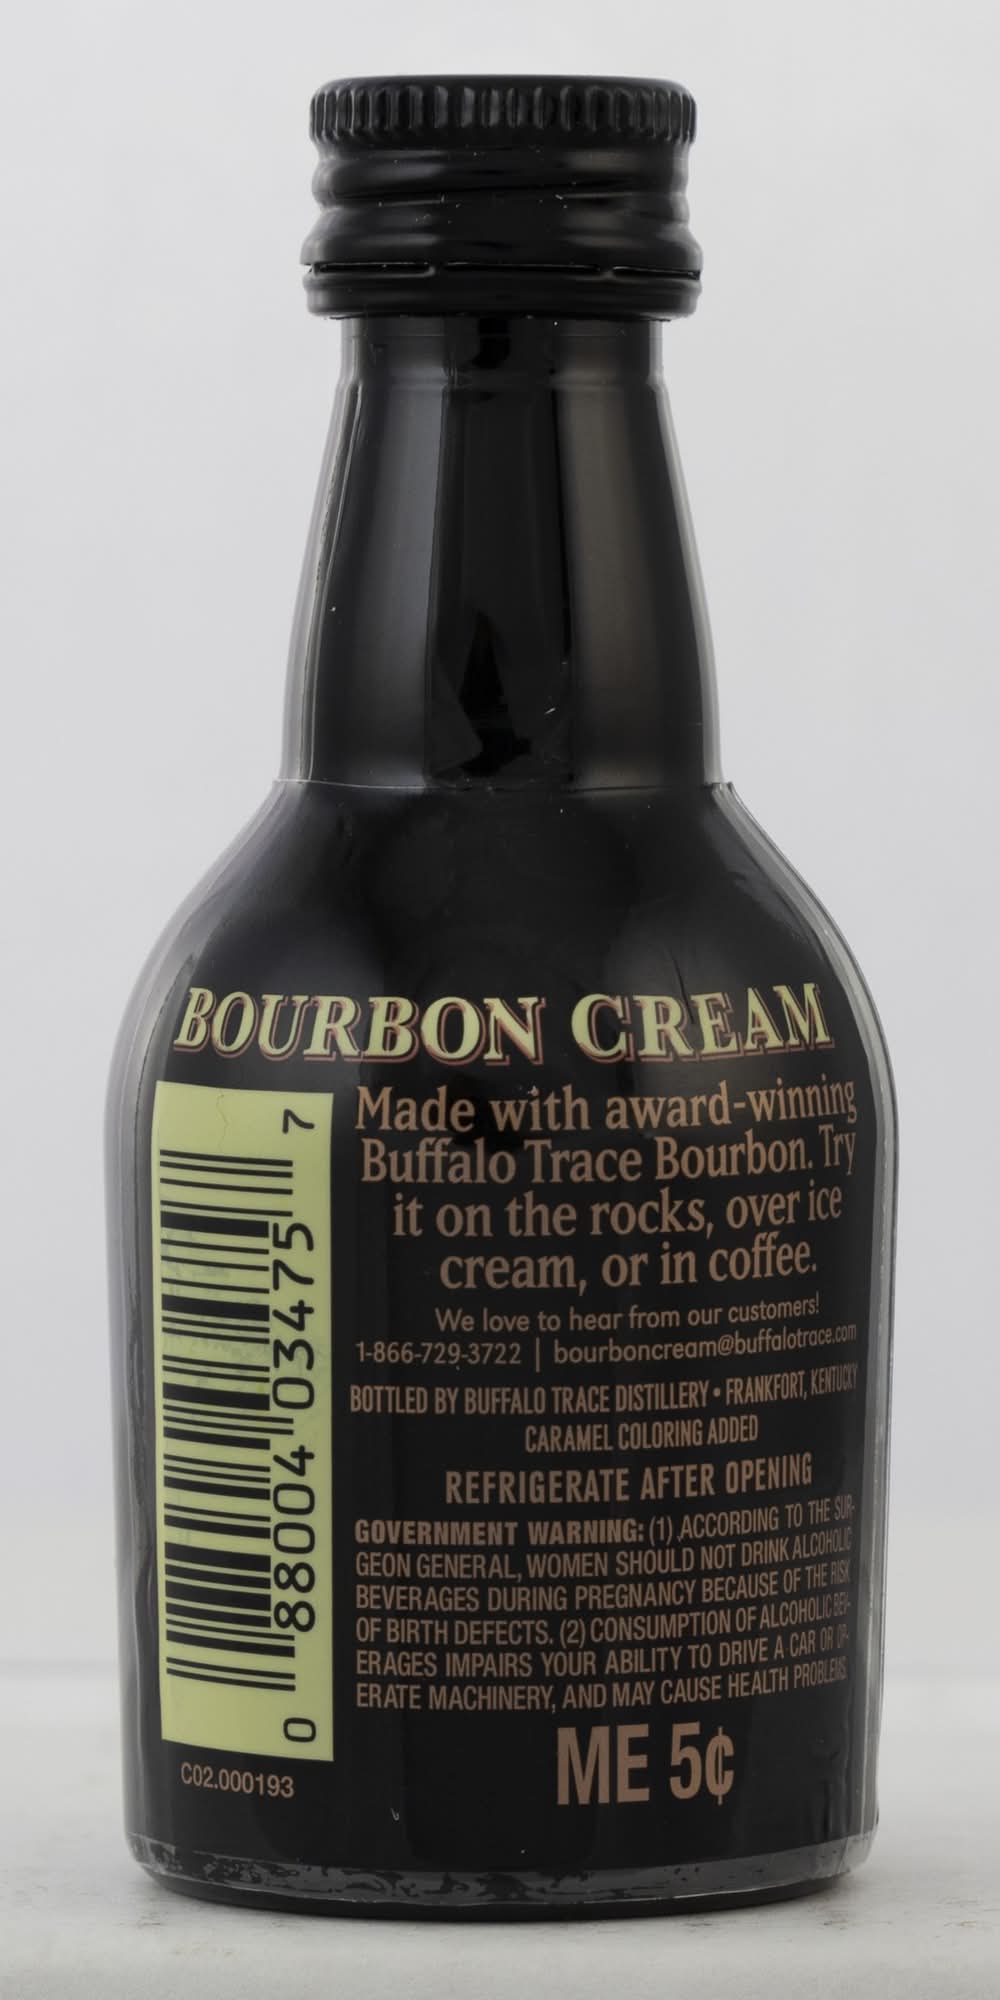 BOURBON CREAM
Made with award-winning
Buffalo Trace Bourbon. Try
it on the rocks, over ice
cream, or in coffee.
We love to hear from our customers!
1-866-729-3722 | bourboncream@buffalotrace.com
BOTTLED BY BUFFALO TRACE DISTILLERY • FRANKFORT, KENTUCKY
CARAMEL COLORING ADDED
REFRIGERATE AFTER OPENING
GOVERNMENT WARNING: (1) ACCORDING TO THE SUR-
GEON GENERAL, WOMEN SHOULD NOT DRINK ALCOHOLIC
BEVERAGES DURING PREGNANCY BECAUSE OF THE RISK
OF BIRTH DEFECTS. (2) CONSUMPTION OF ALCOHOLIC BEV-
ERAGES IMPAIRS YOUR ABILITY TO DRIVE A CAR OR OP-
ERATE MACHINERY, AND MAY CAUSE HEALTH PROBLEMS.
ME 5¢
0 88004 03475 7
C02.000193